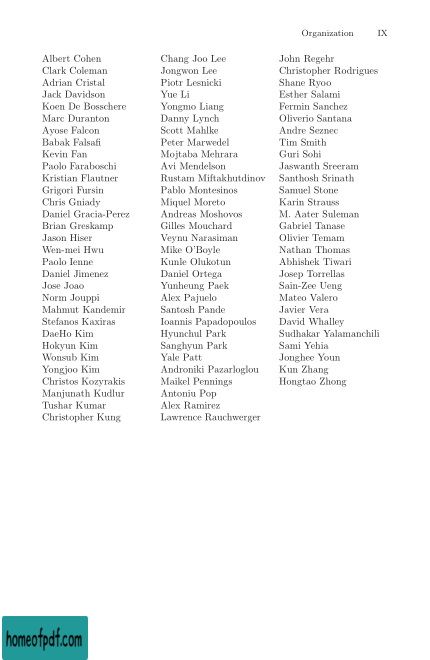 Organization IX
Albert Cohen
Clark Coleman
Adrian Cristal
Jack Davidson
Koen De Bosschere
Marc Duranton
Ayose Falcon
Babak Falsafi
Kevin Fan
Paolo Faraboschi
Kristian Flautner
Grigori Fursin
Chris Gniady
Daniel Gracia-Perez
Brian Greskamp
Jason Hiser
Wen-mei Hwu
Paolo Ienne
Daniel Jimenez
Jose Joao
Norm Jouppi
Mahmut Kandemir
Stefanos Kaxiras
DaeHo Kim
Hokyun Kim
Wonsub Kim
Yongjoo Kim
Christos Kozyrakis
Manjunath Kudlur
Tushar Kumar
Christopher Kung
Chang Joo Lee
Jongwon Lee
Piotr Lesnicki
Yue Li
Yongmo Liang
Danny Lynch
Scott Mahlke
Peter Marwedel
Mojtaba Mehrara
Avi Mendelson
Rustam Miftakhutdinov
Pablo Montesinos
Miquel Moreto
Andreas Moshovos
Gilles Mouchard
Veynu Narasiman
Mike O'Boyle
Kunle Olukotun
Daniel Ortega
Yunheung Paek
Alex Pajuelo
Santosh Pande
Ioannis Papadopoulos
Hyunchul Park
Sanghyun Park
Yale Patt
Androniki Pazarloglou
Maikel Pennings
Antoniu Pop
Alex Ramirez
Lawrence Rauchwerger
John Regehr
Christopher Rodrigues
Shane Ryoo
Esther Salami
Fermin Sanchez
Oliverio Santana
Andre Seznec
Tim Smith
Guri Sohi
Jaswanth Sreeram
Santhosh Srinath
Samuel Stone
Karin Strauss
M. Aater Suleman
Gabriel Tanase
Olivier Temam
Nathan Thomas
Abhishek Tiwari
Josep Torrellas
Sain-Zee Ueng
Mateo Valero
Javier Vera
David Whalley
Sudhakar Yalamanchili
Sami Yehia
Jonghee Youn
Kun Zhang
Hongtao Zhong
homeofpdf.com